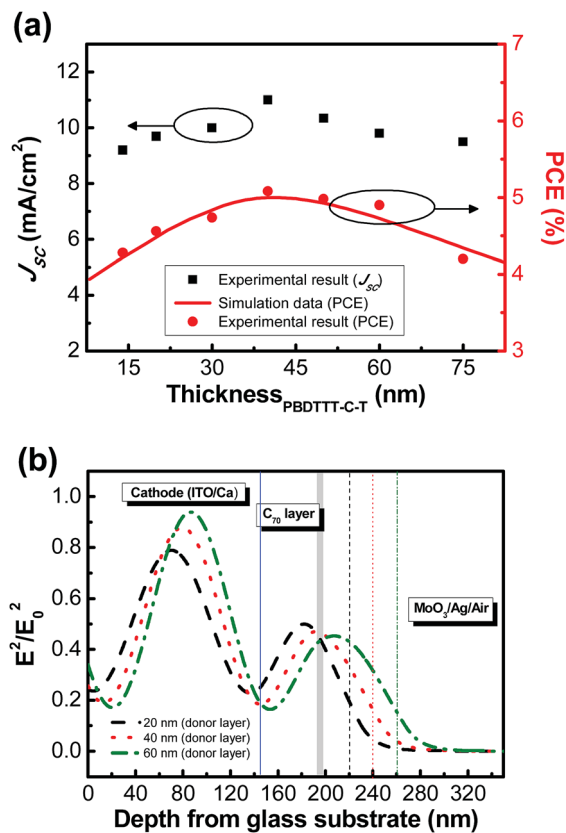 (a)
12
10
8
6
4
2
7
6
5
4
3
J_SC (mA/cm²)
PCE (%)
Experimental result (J_SC)
Simulation data (PCE)
Experimental result (PCE)
15 30 45 60 75
Thickness_PBDTTT-C-T (nm)
(b)
1.0
0.8
0.6
0.4
0.2
0.0
E²/E₀²
Cathode (ITO/Ca)
C₇₀ layer
MoO₃/Ag/Air
20 nm (donor layer)
40 nm (donor layer)
60 nm (donor layer)
0 40 80 120 160 200 240 280 320
Depth from glass substrate (nm)